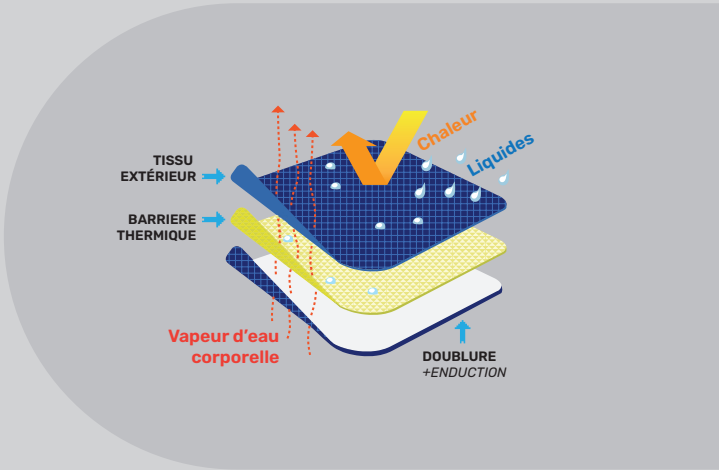 Chaleur
Liquides
TISSU
EXTÉRIEUR
BARRIERE
THERMIQUE
Vapeur d'eau
corporelle
DOUBLURE
+ENDUCTION